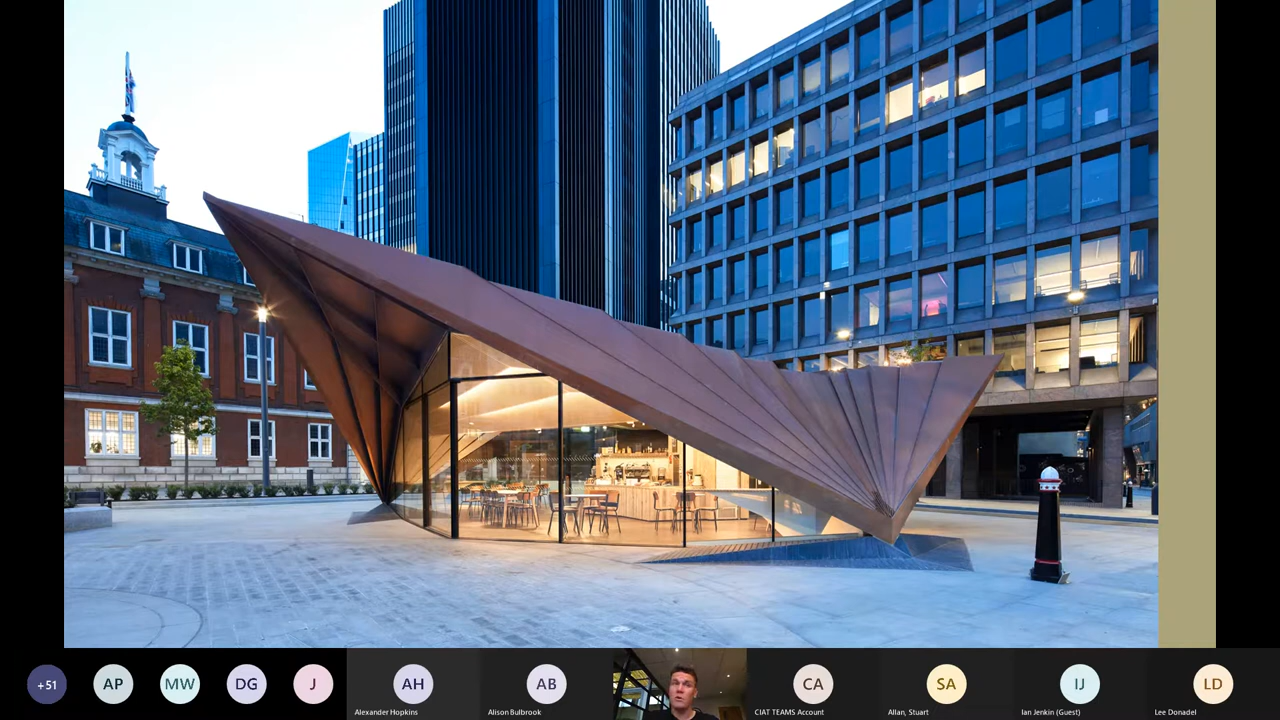 +51
AP
MW
DG
J
AH
AB
CA
SA
IJ
LD
Alexander Hopkins
Alison Bulbrook
CIAT TEAMS Account
Allan, Stuart
Ian Jenkin (Guest)
Lee Donadel